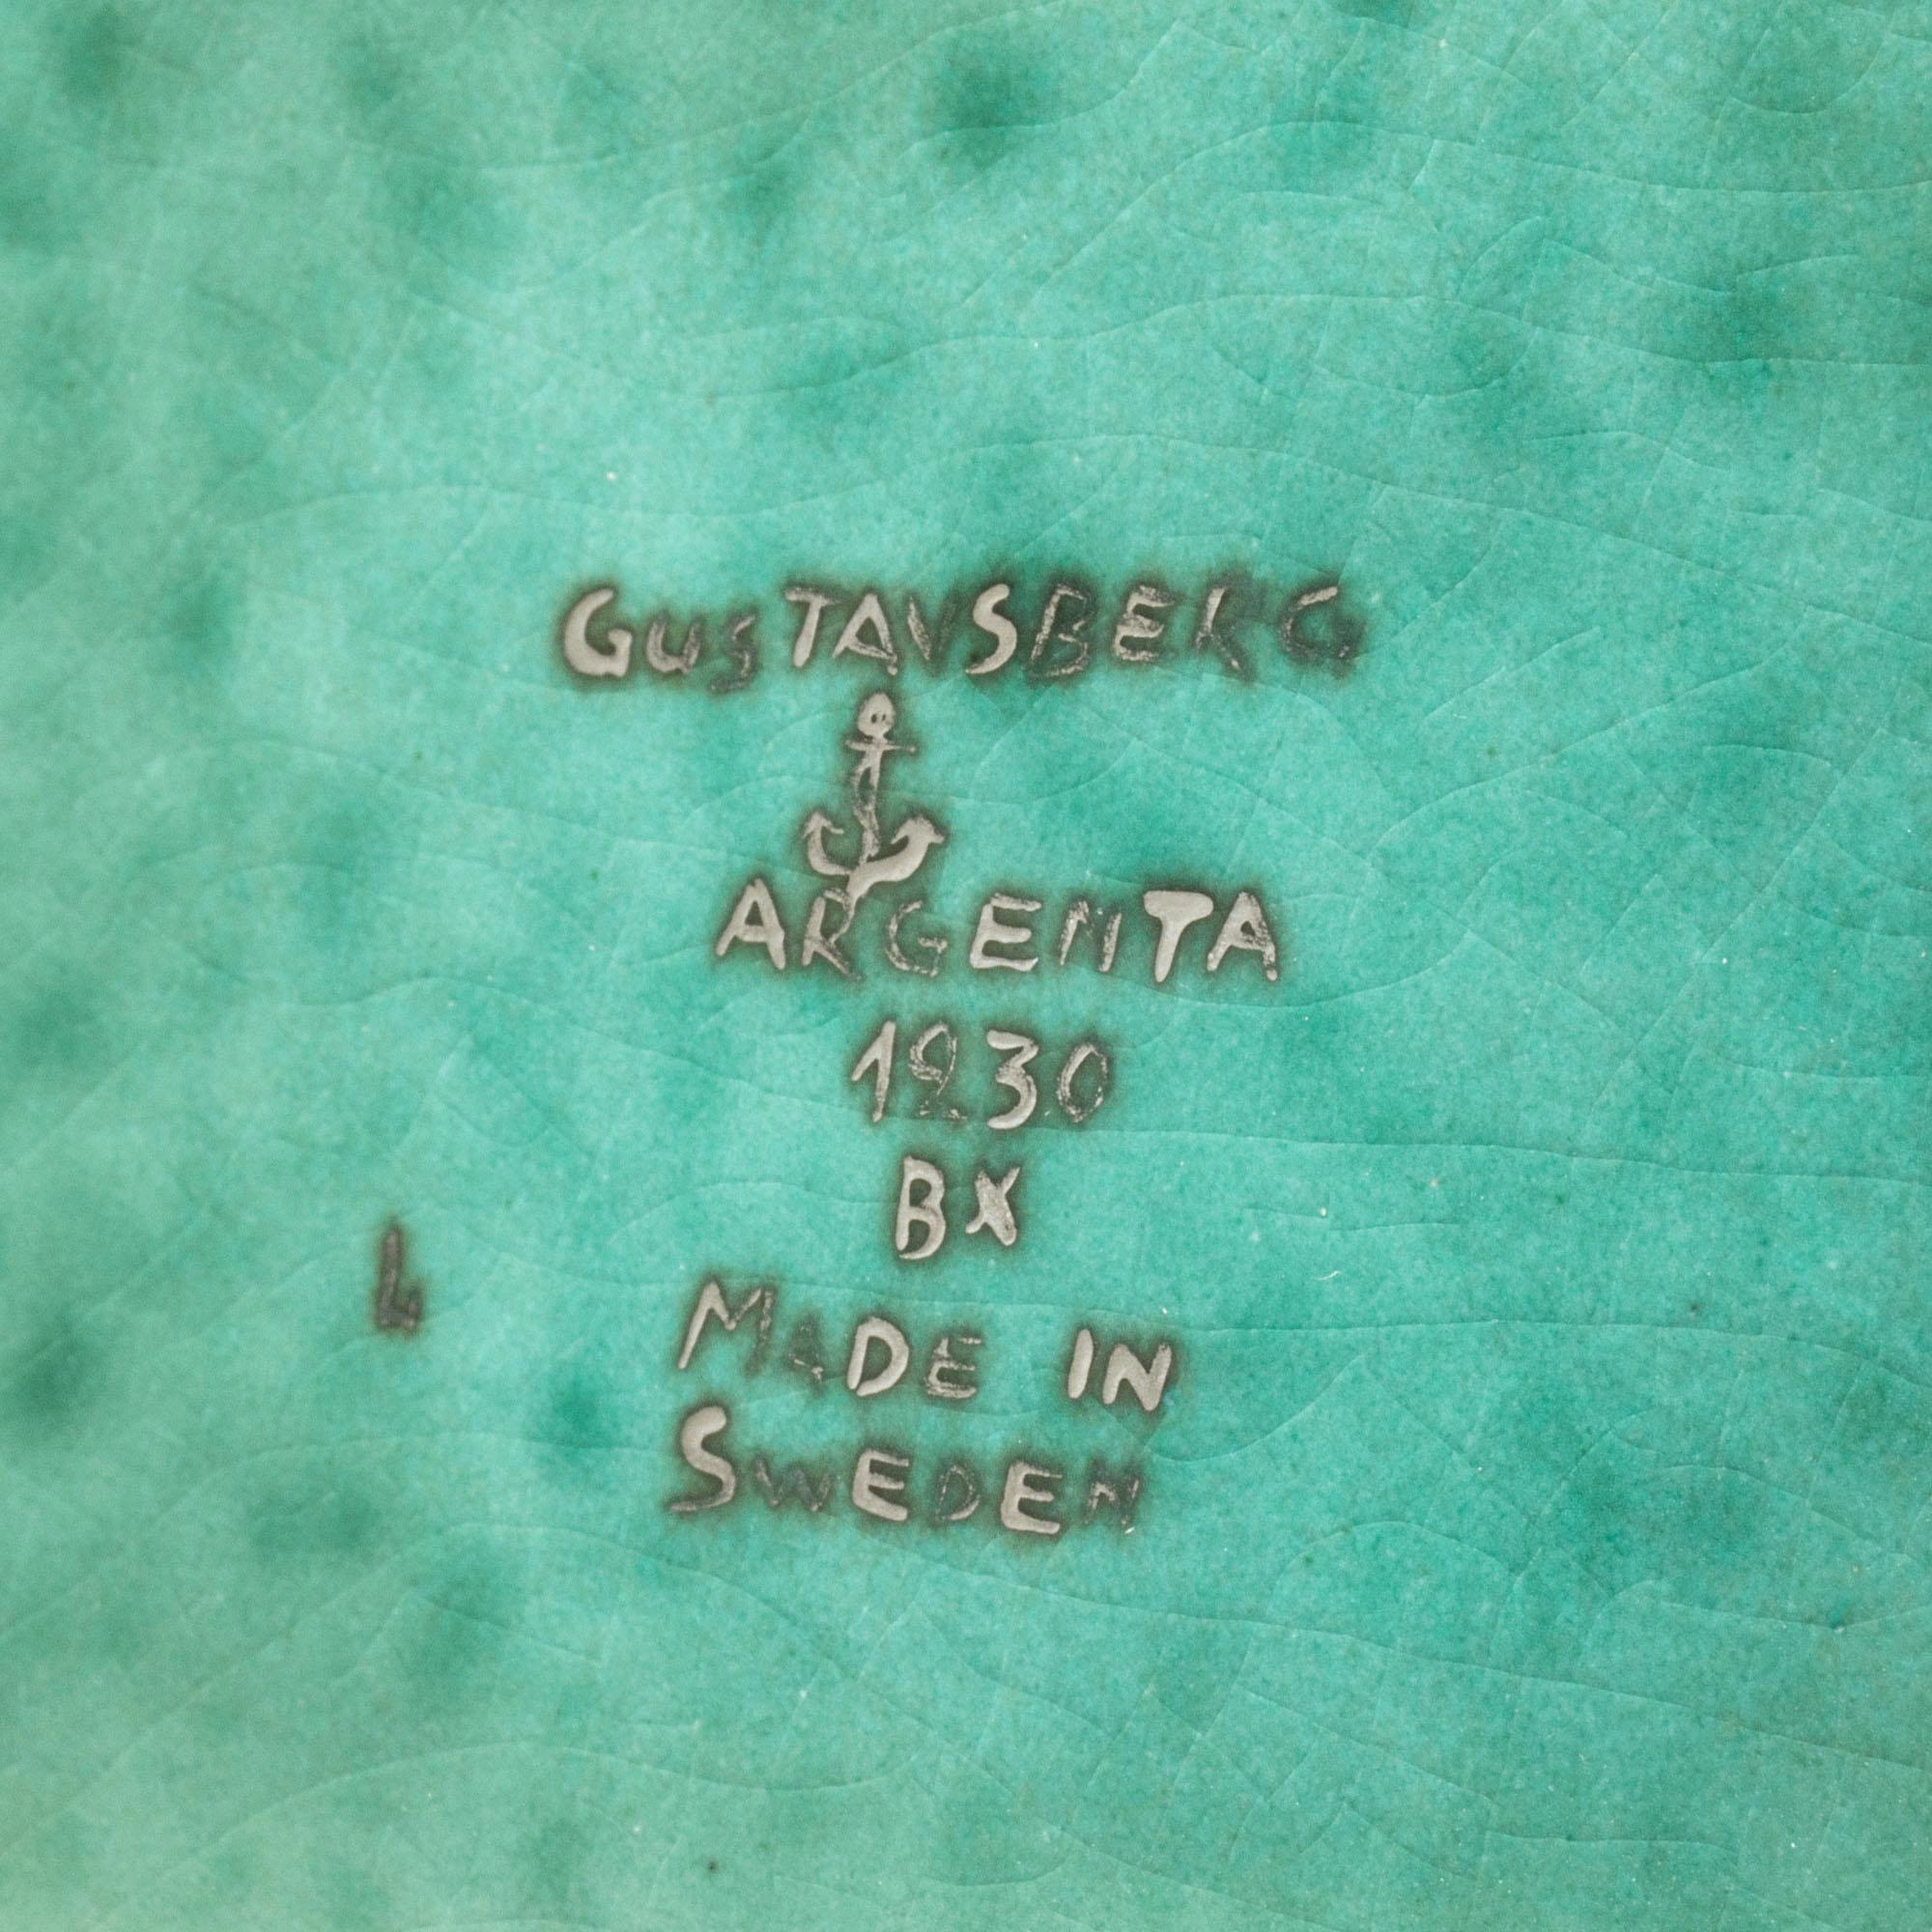 GUSTAVSBERG
ARGENTA
1230
BX
L
MADE IN
SWEDEN